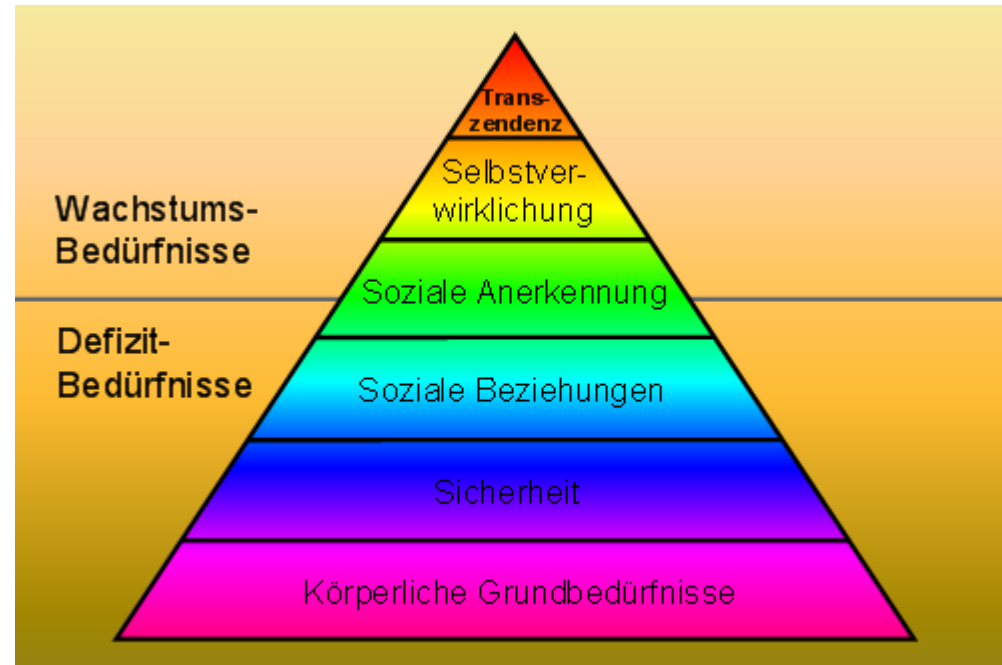 Trans-
zendenz
Selbstver-
wirklichung
Wachstums-
Bedürfnisse
Soziale Anerkennung
Defizit-
Bedürfnisse
Soziale Beziehungen
Sicherheit
Körperliche Grundbedürfnisse